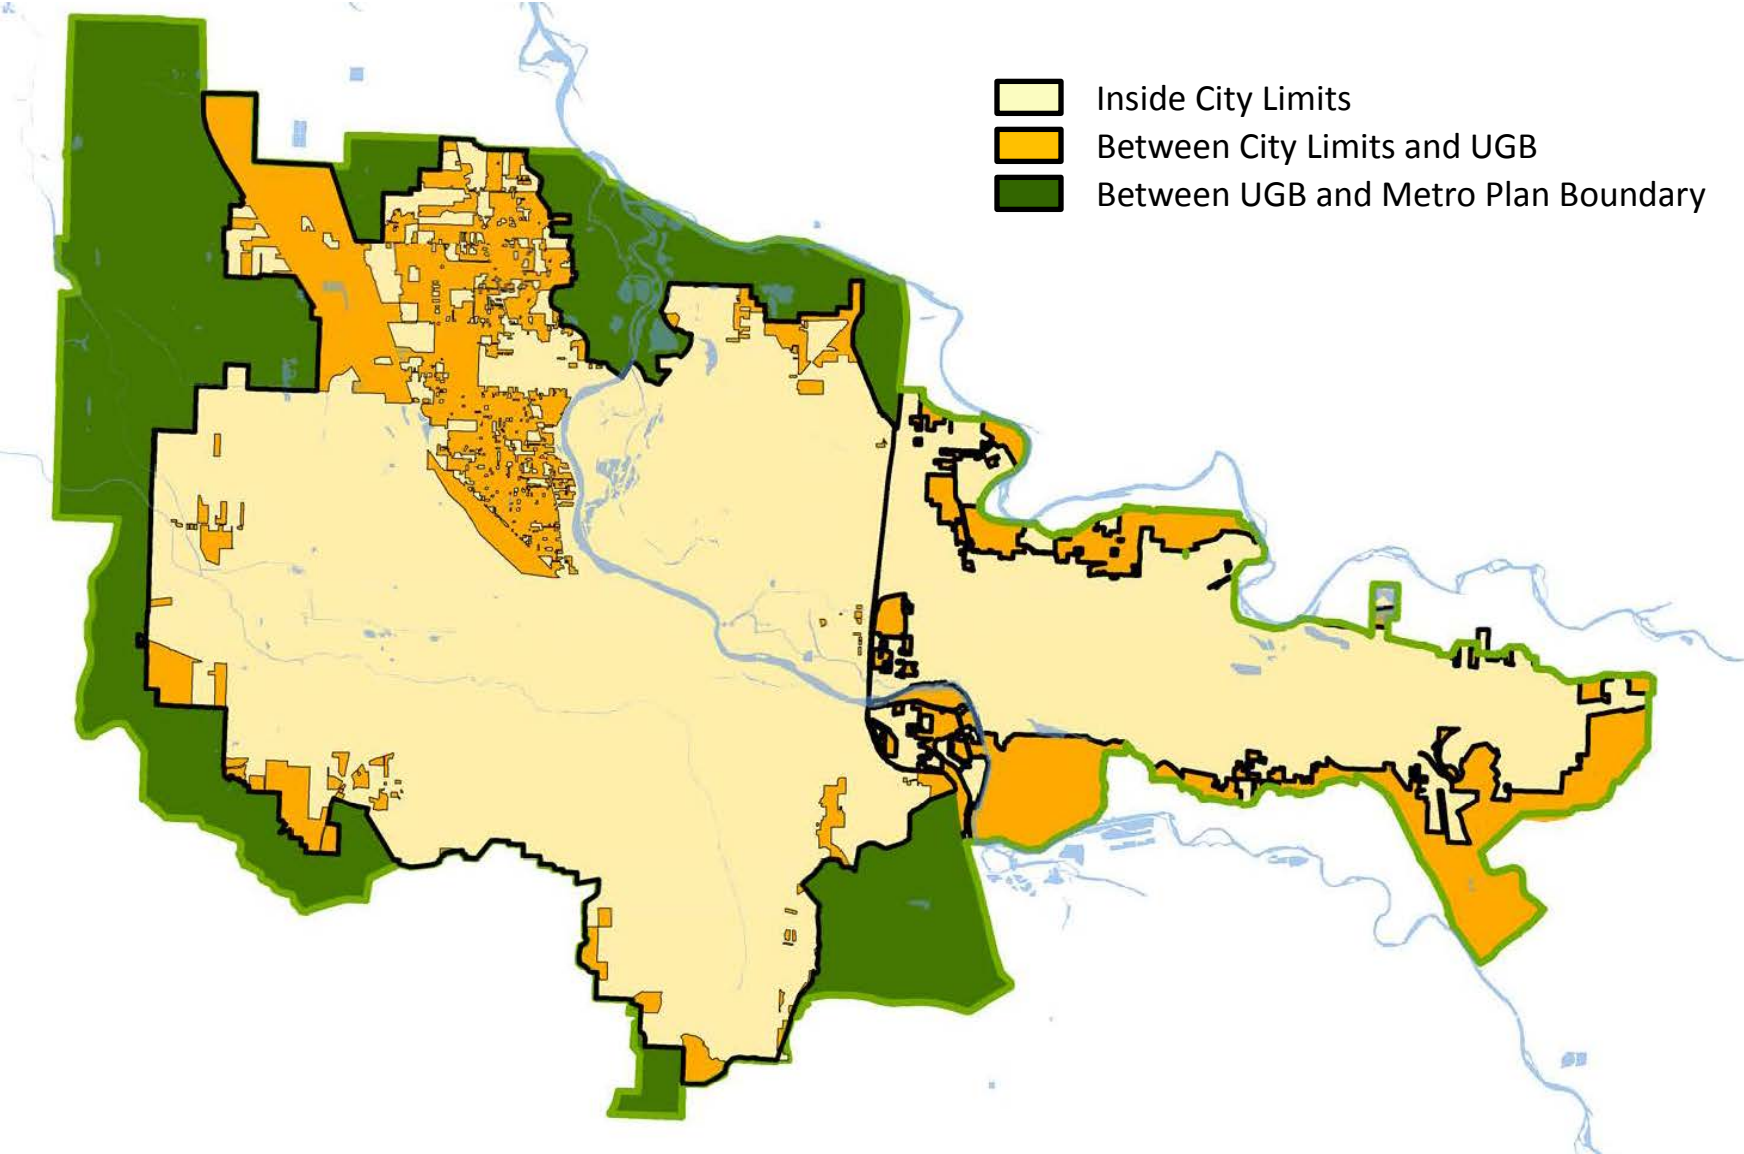 Inside City Limits
Between City Limits and UGB
Between UGB and Metro Plan Boundary